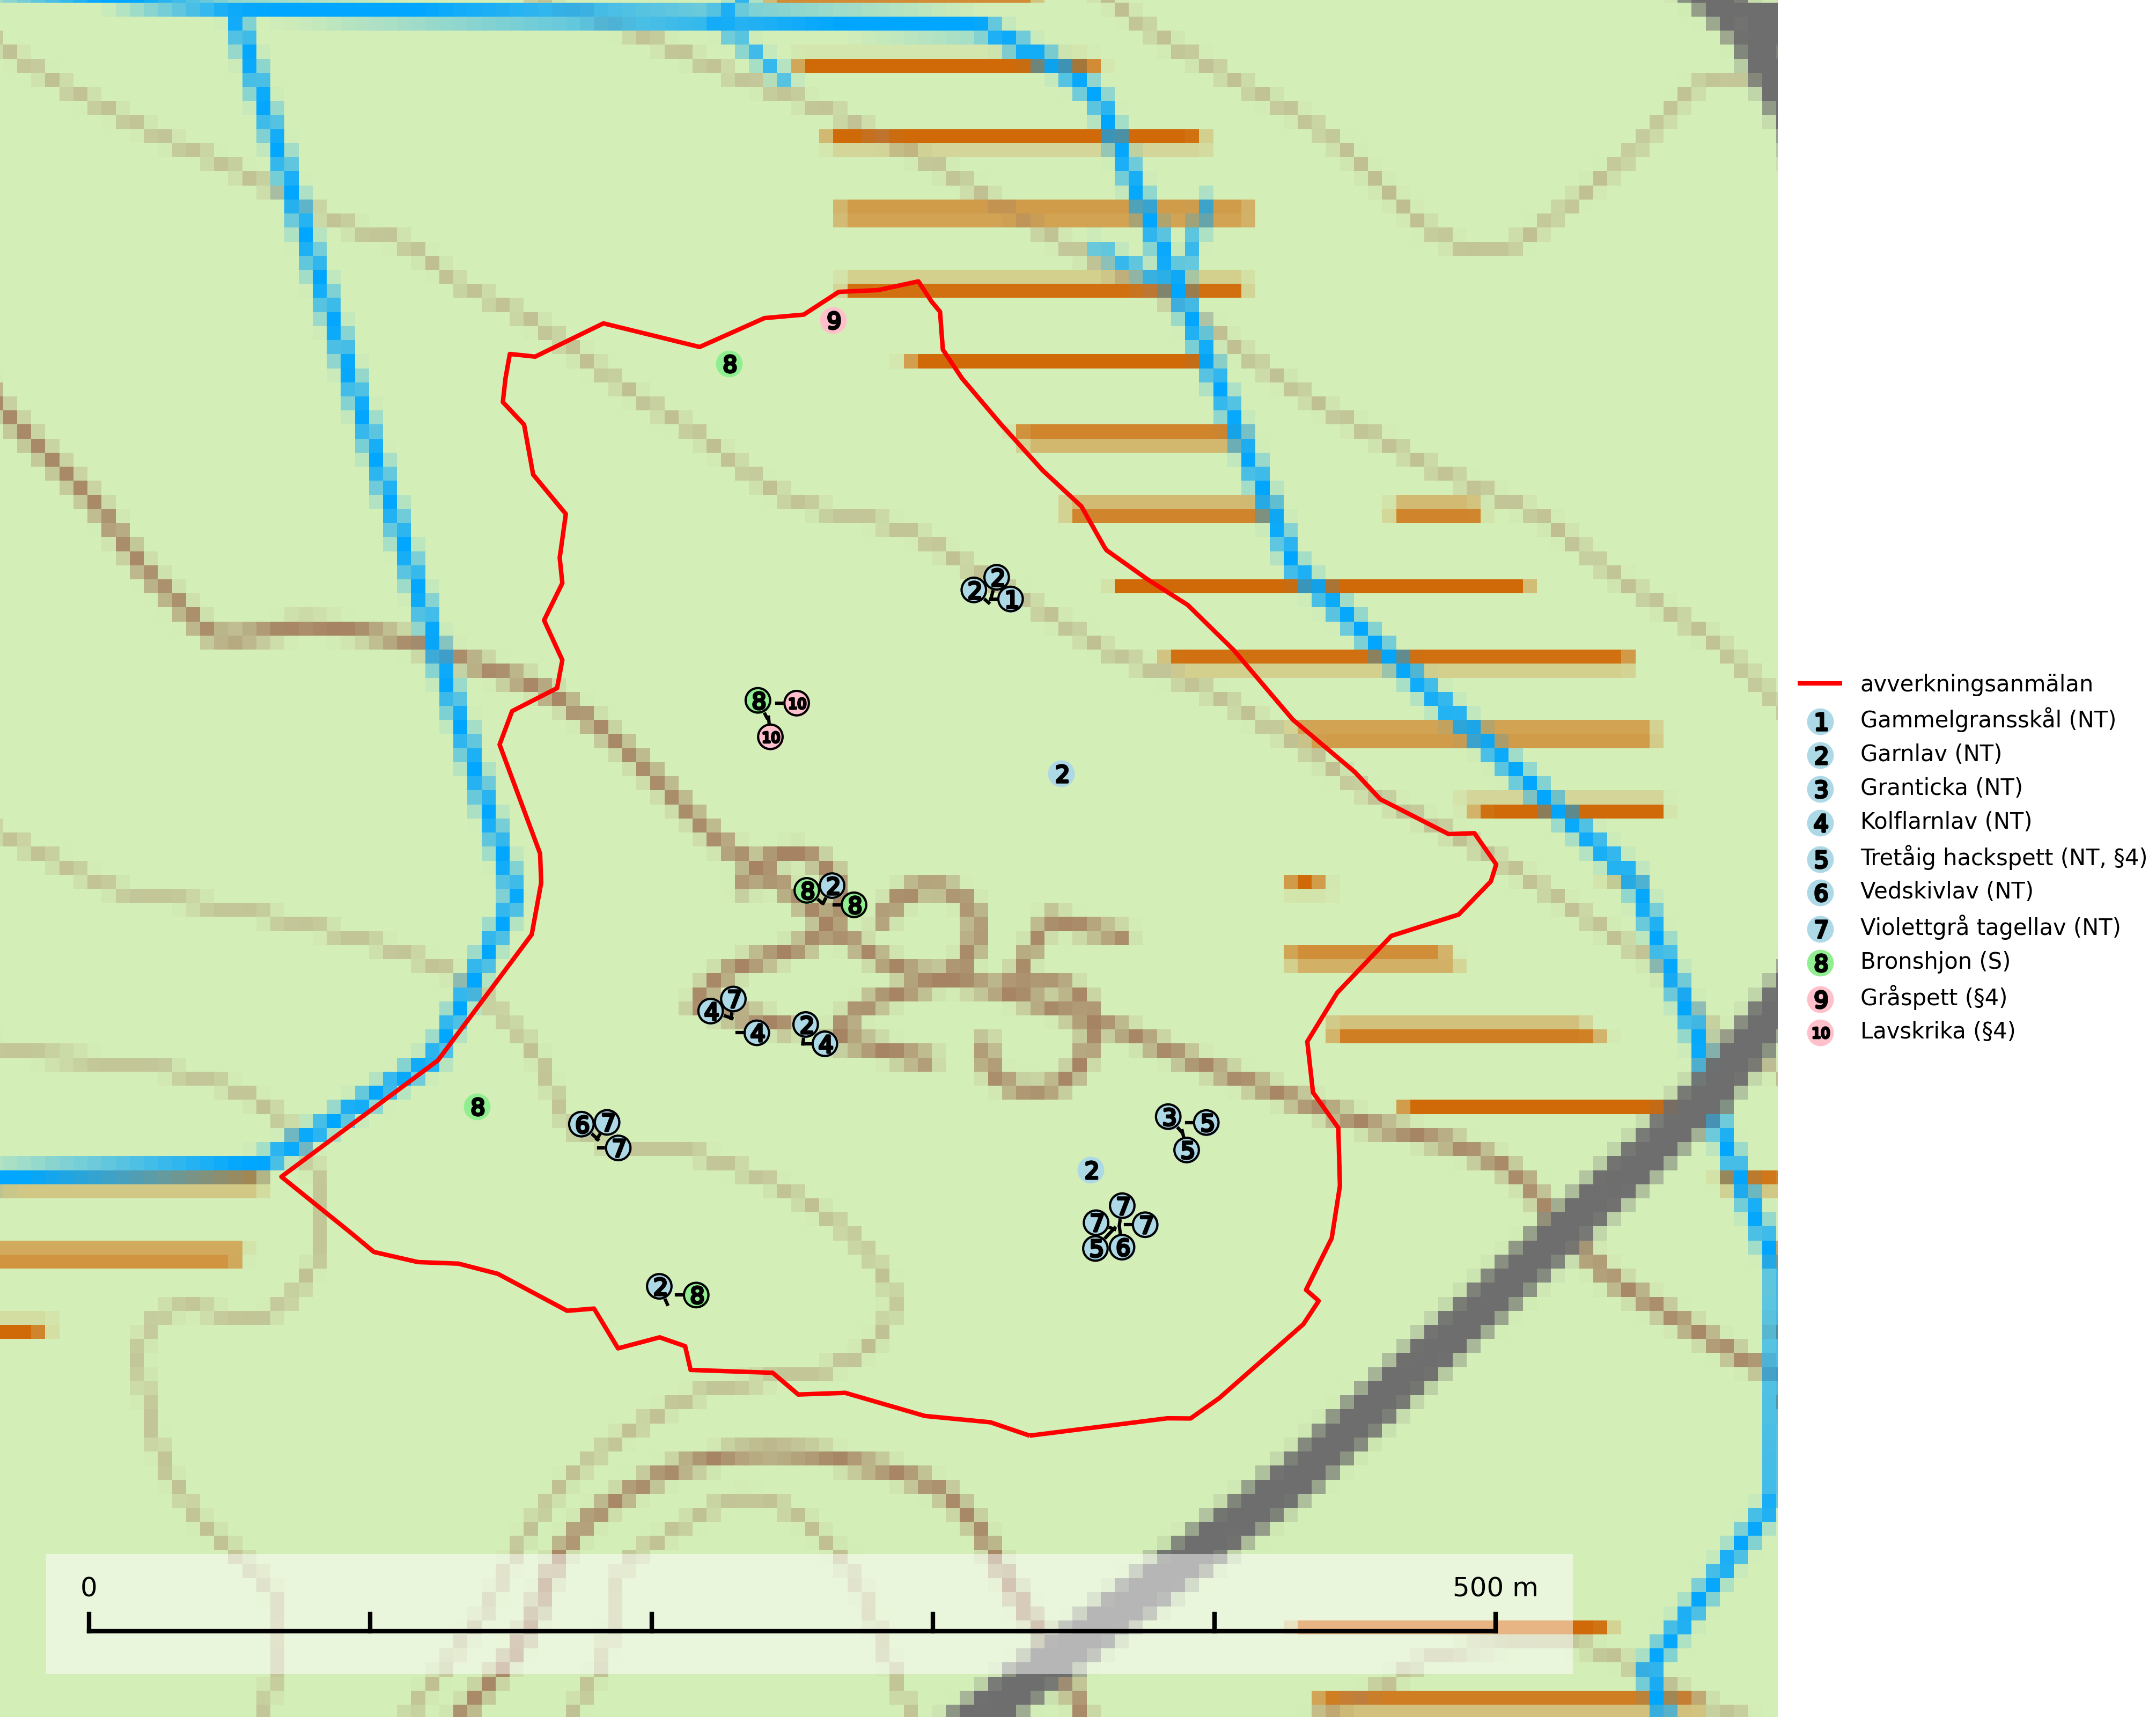 9
8
2
2
1
8
10
10
2
8
2
8
325
7
4
4
2
4
8
6
7
7
3
5
5
2
7
7
7
5
6
2
8
0
500 m
avverkningsanmälan
1 Gammelgransskål (NT)
2 Garnlav (NT)
3 Granticka (NT)
4 Kolflarnlav (NT)
5 Tretåig hackspett (NT, §4)
6 Vedskivlav (NT)
7 Violettgrå tagellav (NT)
8 Bronshjon (S)
9 Gråspett (§4)
10 Lavskrika (§4)